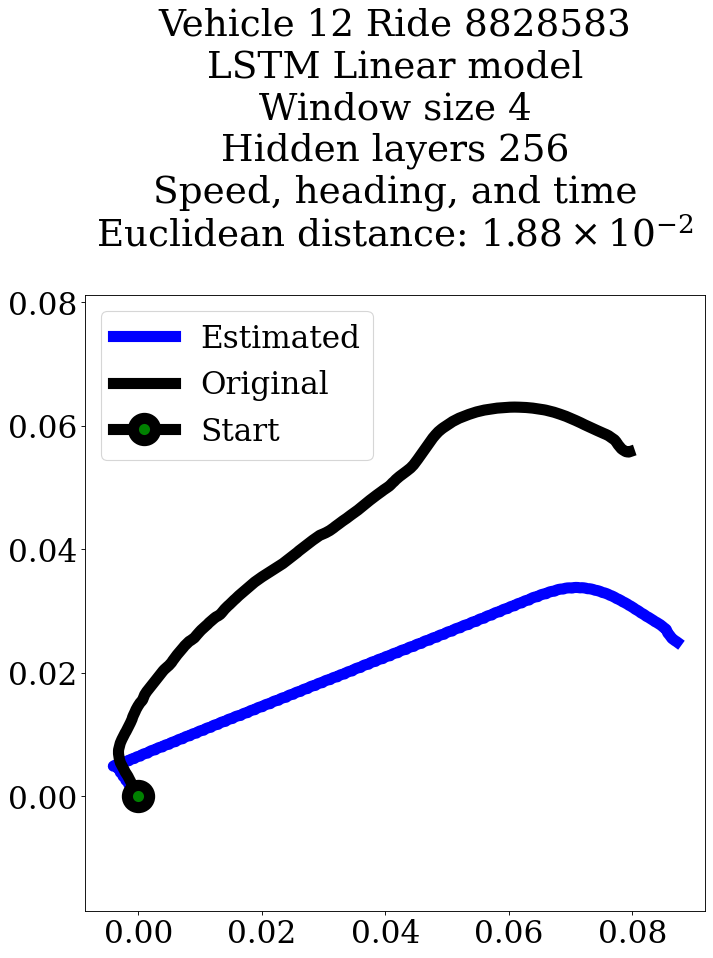 Vehicle 12 Ride 8828583
LSTM Linear model
Window size 4
Hidden layers 256
Speed, heading, and time
Euclidean distance: 1.88 × 10⁻²
0.08
0.06
0.04
0.02
0.00
Estimated
Original
Start
0.00 0.02 0.04 0.06 0.08